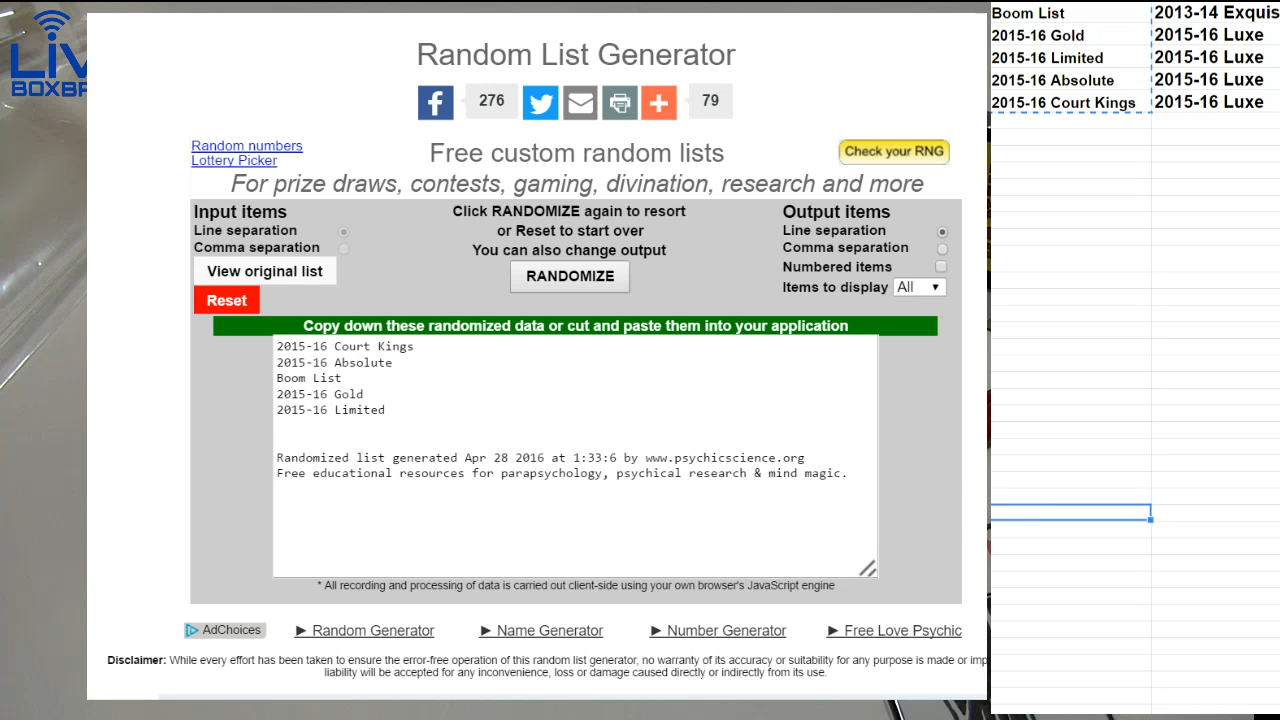 LIV
BOXBR
Random List Generator
276
79
Random numbers
Lottery Picker
Free custom random lists
Check your RNG
For prize draws, contests, gaming, divination, research and more
Input items
Line separation
Comma separation
View original list
Reset
Click RANDOMIZE again to resort
or Reset to start over
You can also change output
RANDOMIZE
Output items
Line separation
Comma separation
Numbered items
Items to display All
Copy down these randomized data or cut and paste them into your application
2015-16 Court Kings
2015-16 Absolute
Boom List
2015-16 Gold
2015-16 Limited
Randomized list generated Apr 28 2016 at 1:33:6 by www.psychicscience.org
Free educational resources for parapsychology, psychical research & mind magic.
* All recording and processing of data is carried out client-side using your own browser's JavaScript engine
AdChoices
► Random Generator
► Name Generator
► Number Generator
► Free Love Psychic
Disclaimer: While every effort has been taken to ensure the error-free operation of this random list generator, no warranty of its accuracy or suitability for any purpose is made or imp
liability will be accepted for any inconvenience, loss or damage caused directly or indirectly from its use.
Boom List 2013-14 Exquis
2015-16 Gold 2015-16 Luxe
2015-16 Limited 2015-16 Luxe
2015-16 Absolute 2015-16 Luxe
2015-16 Court Kings 2015-16 Luxe